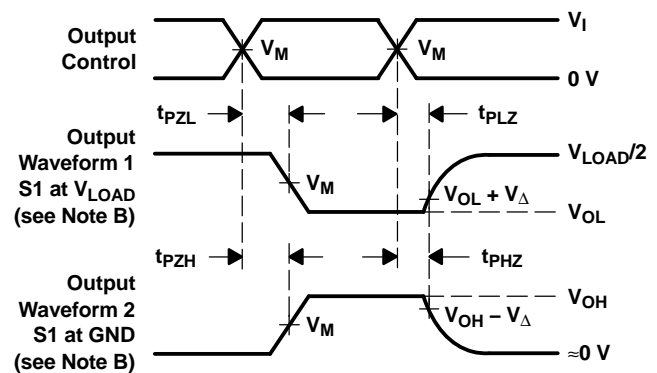 Output
Control
V_M
V_M
V_I
0 V
t_PZL
t_PLZ
Output
Waveform 1
S1 at V_LOAD
(see Note B)
V_M
V_LOAD/2
V_OL + V_Δ
V_OL
t_PZH
t_PHZ
Output
Waveform 2
S1 at GND
(see Note B)
V_M
V_OH
V_OH − V_Δ
≈0 V